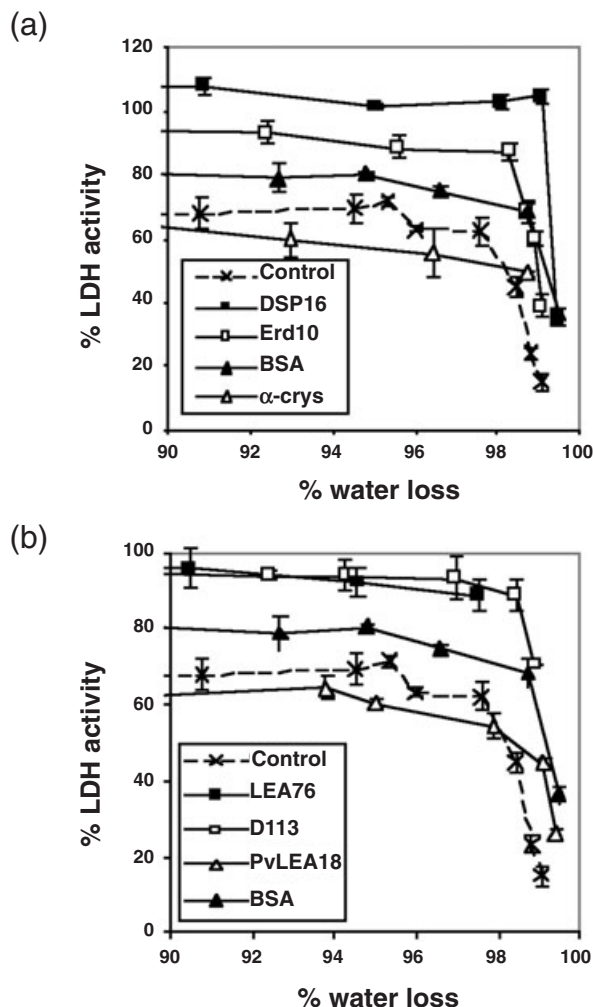 (a)
120
100
80
60
40
20
0
% LDH activity
Control
DSP16
Erd10
BSA
α-crys
90 92 94 96 98 100
% water loss
(b)
100
80
60
40
20
0
% LDH activity
Control
LEA76
D113
PvLEA18
BSA
90 92 94 96 98 100
% water loss